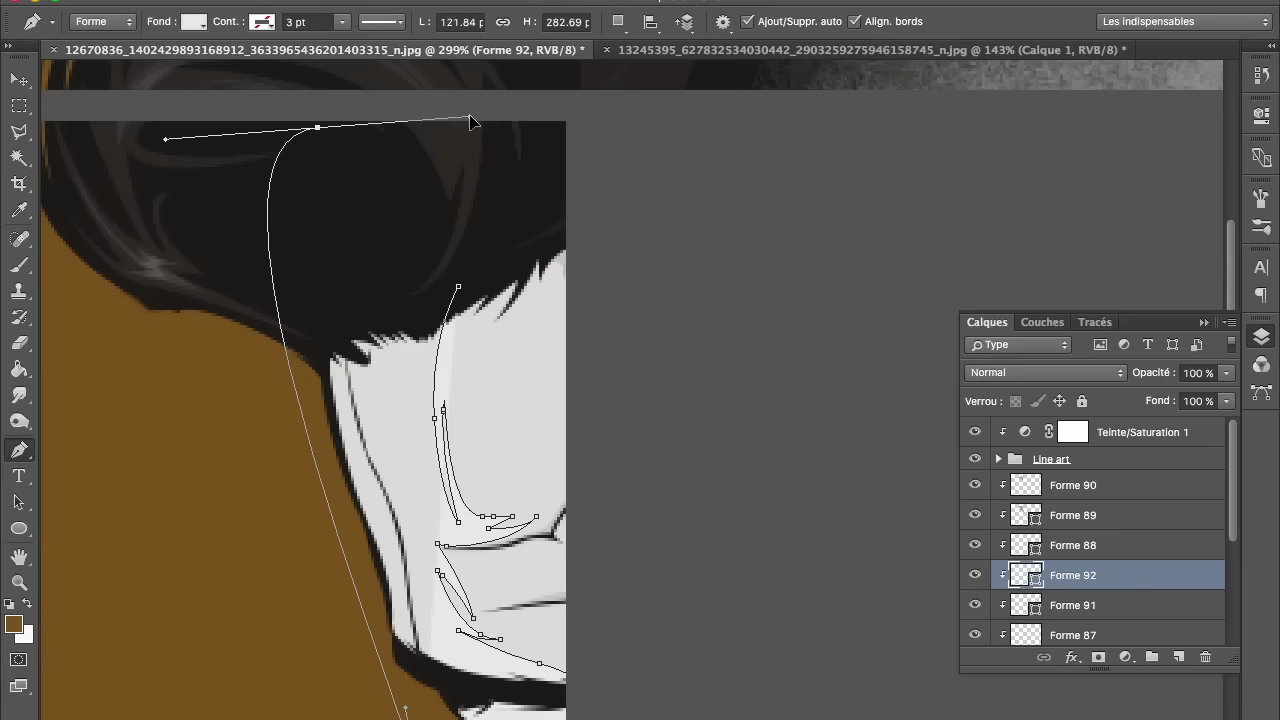 Forme Fond : Cont. : 3 pt L : 121.84 p H : 282.69 p Ajout/Suppr. auto Align. bords Les indispensables
12670836_1402429893168912_3633965436201403315_n.jpg @ 299% (Forme 92, RVB/8) * 13245395_627832534030442_2903259275946158745_n.jpg @ 143% (Calque 1, RVB/8) *
Calques Couches Tracés
Type
Normal Opacité : 100 %
Verrou : Fond : 100 %
Teinte/Saturation 1
Line art
Forme 90
Forme 89
Forme 88
Forme 92
Forme 91
Forme 87